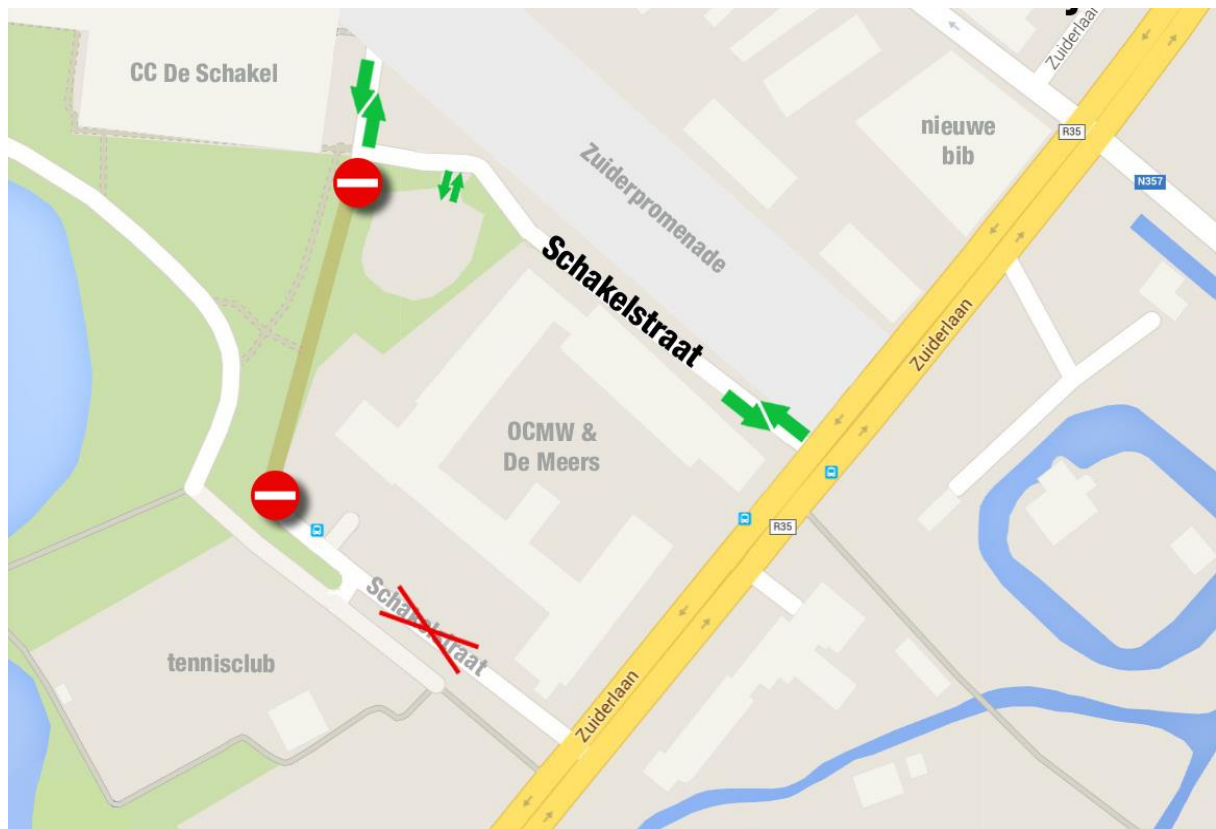 CC De Schakel
Zuiderlaan
nieuwe
bib
R35
N357
Zuiderpromenade
Schakelstraat
Zuiderlaan
OCMW &
De Meers
R35
Schakelstraat
tennisclub
Zuiderlaan